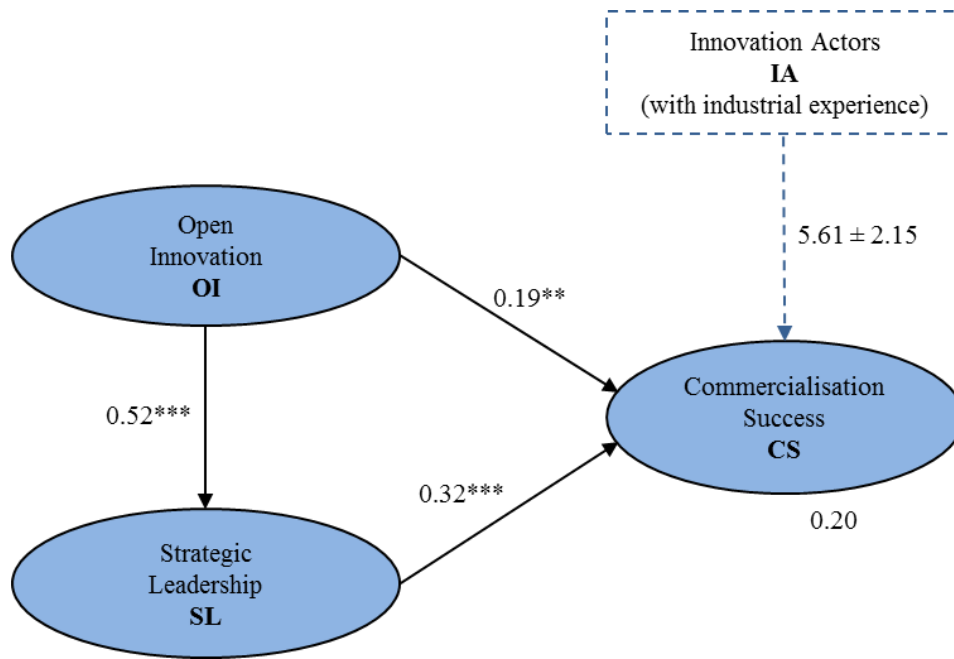 Innovation Actors
IA
(with industrial experience)
Open
Innovation
OI
5.61 ± 2.15
0.19**
Commercialisation
Success
CS
0.52***
0.32***
0.20
Strategic
Leadership
SL